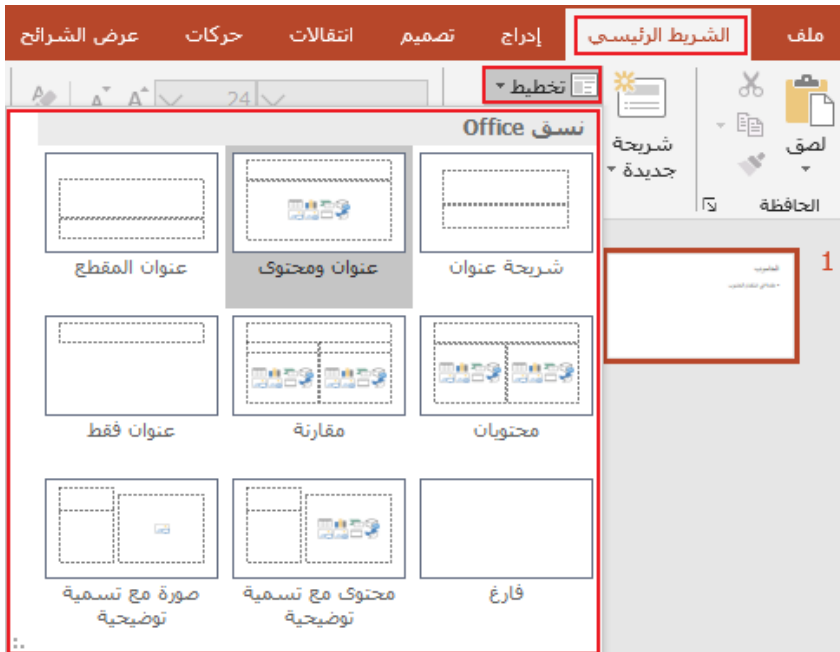 ملف
الشريط الرئيسي
إدراج
تصميم
انتقالات
حركات
عرض الشرائح
لصق
الحافظة
شريحة
جديدة
تخطيط
24
نسق Office
شريحة عنوان
عنوان ومحتوى
عنوان المقطع
محتويان
مقارنة
عنوان فقط
فارغ
محتوى مع تسمية
توضيحية
صورة مع تسمية
توضيحية
1